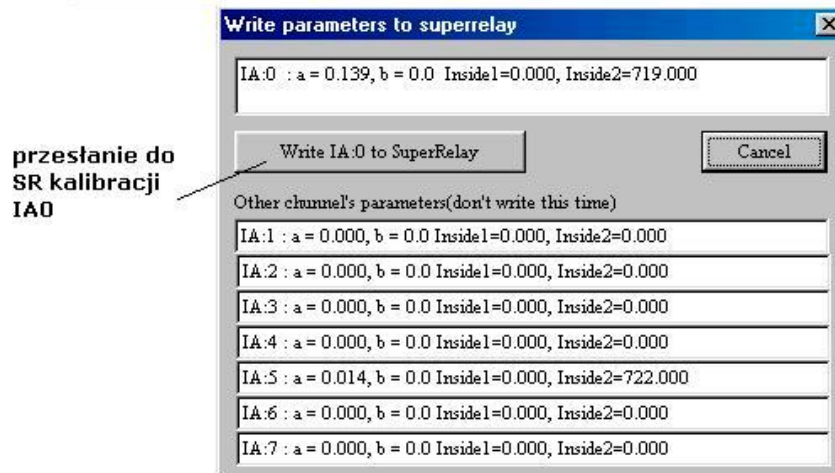 Write parameters to superrelay
IA:0 : a = 0.139, b = 0.0 Inside1=0.000, Inside2=719.000
Write IA:0 to SuperRelay
Cancel
przesłanie do
SR kalibracji
IA0
Other chunnel's parameters(don't write this time)
IA:1 : a = 0.000, b = 0.0 Inside1=0.000, Inside2=0.000
IA:2 : a = 0.000, b = 0.0 Inside1=0.000, Inside2=0.000
IA:3 : a = 0.000, b = 0.0 Inside1=0.000, Inside2=0.000
IA:4 : a = 0.000, b = 0.0 Inside1=0.000, Inside2=0.000
IA:5 : a = 0.014, b = 0.0 Inside1=0.000, Inside2=722.000
IA:6 : a = 0.000, b = 0.0 Inside1=0.000, Inside2=0.000
IA:7 : a = 0.000, b = 0.0 Inside1=0.000, Inside2=0.000